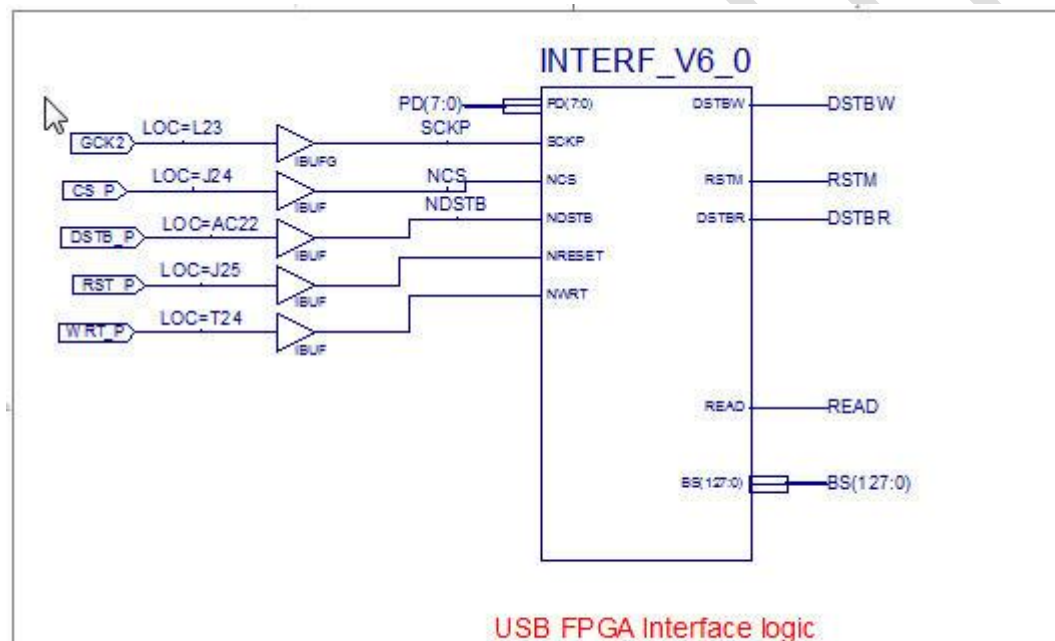 INTERF_V6_0
PD(7:0) PD(7:0) DSTBW DSTBW
GCK2 LOC=L23 IBUFG SCKP SCKP
CS_P LOC=J24 IBUF NCS NCS RSTM RSTM
DSTB_P LOC=AC22 IBUF NDSTB NDSTB DSTBR DSTBR
RST_P LOC=J25 IBUF NRESET
WRT_P LOC=T24 IBUF NWRT
READ READ
BS(127:0) BS(127:0)
USB FPGA Interface logic